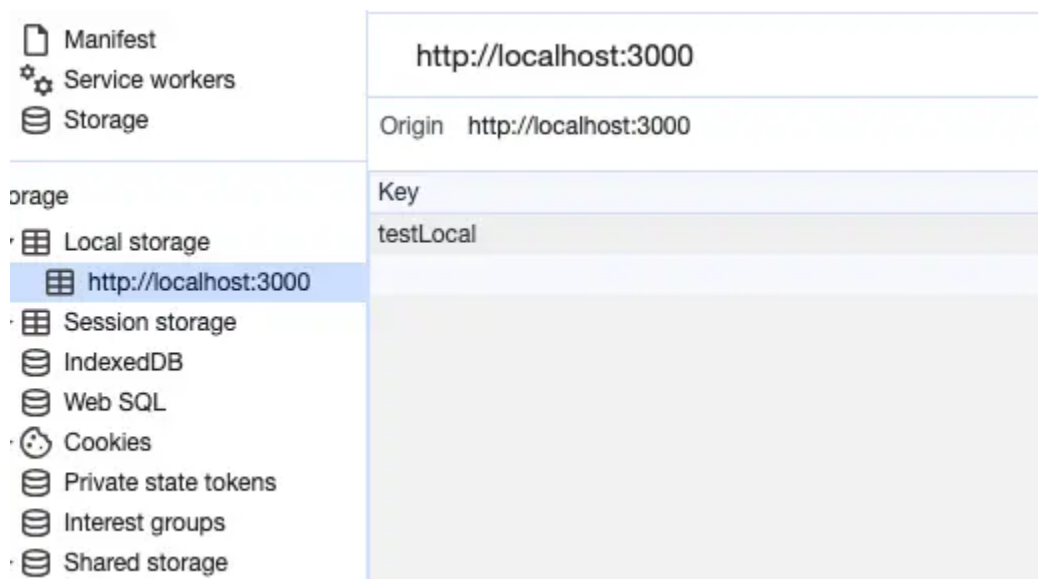 Manifest
Service workers
Storage
orage
Local storage
http://localhost:3000
Session storage
IndexedDB
Web SQL
Cookies
Private state tokens
Interest groups
Shared storage
http://localhost:3000
Origin http://localhost:3000
Key
testLocal